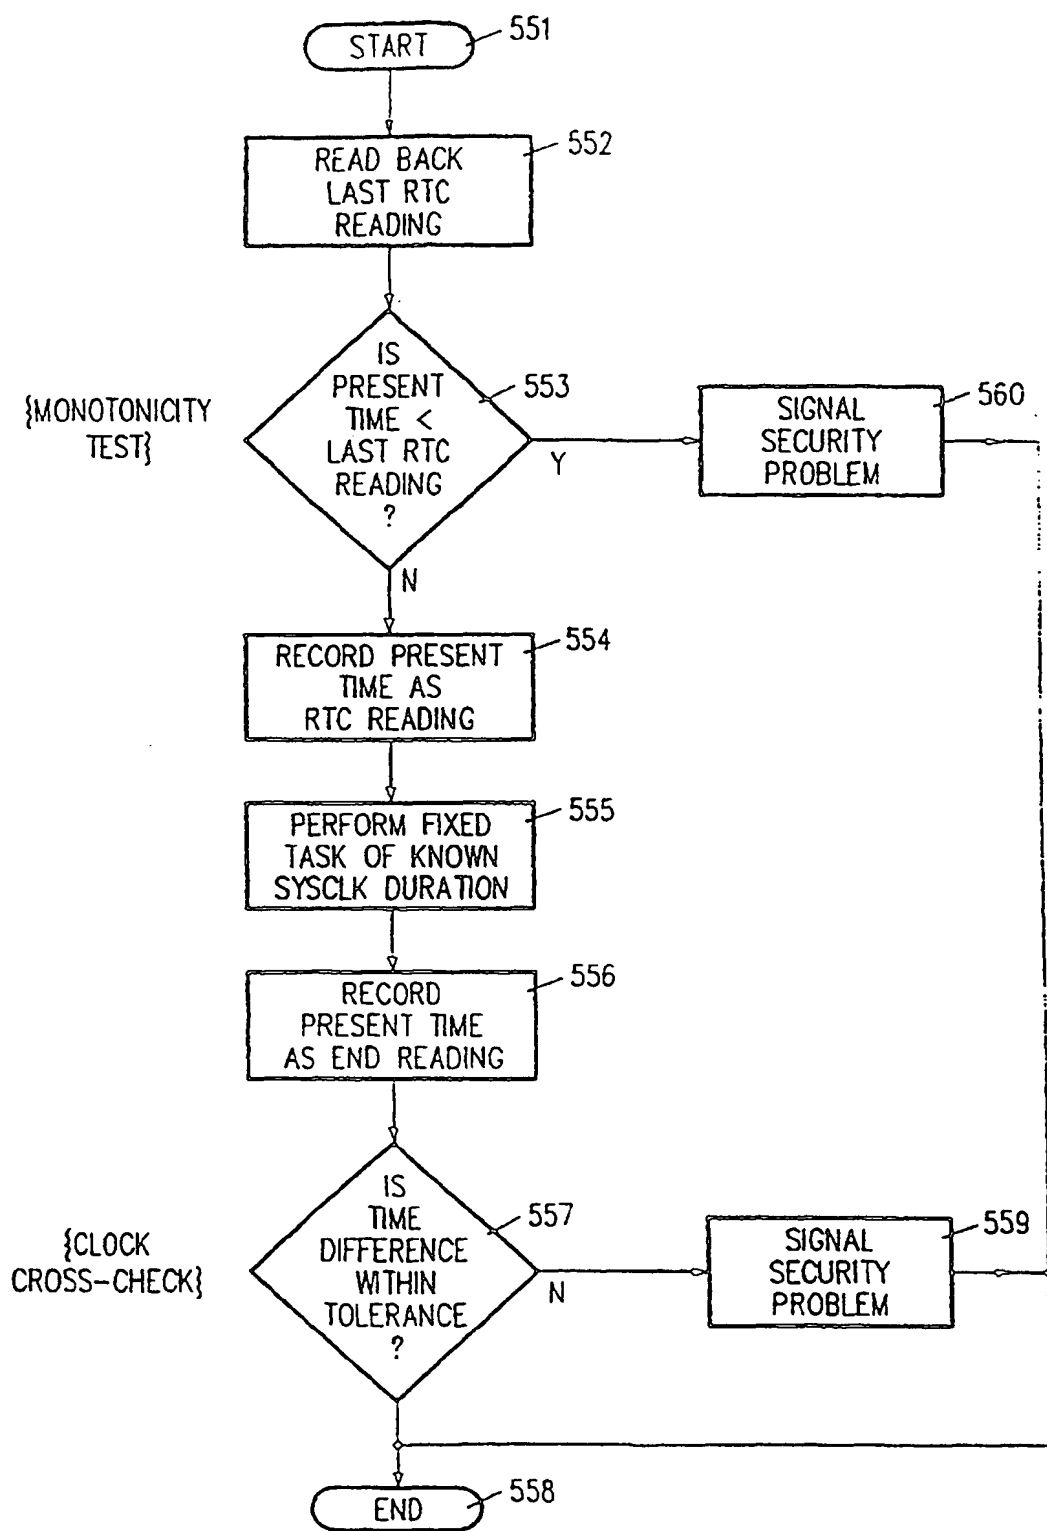 START
551
READ BACK
LAST RTC
READING
552
{MONOTONICITY
TEST}
IS
PRESENT
TIME <
LAST RTC
READING
?
553
Y
N
SIGNAL
SECURITY
PROBLEM
560
RECORD PRESENT
TIME AS
RTC READING
554
PERFORM FIXED
TASK OF KNOWN
SYSCLK DURATION
555
RECORD
PRESENT TIME
AS END READING
556
{CLOCK
CROSS-CHECK}
IS
TIME
DIFFERENCE
WITHIN
TOLERANCE
?
557
N
SIGNAL
SECURITY
PROBLEM
559
END
558